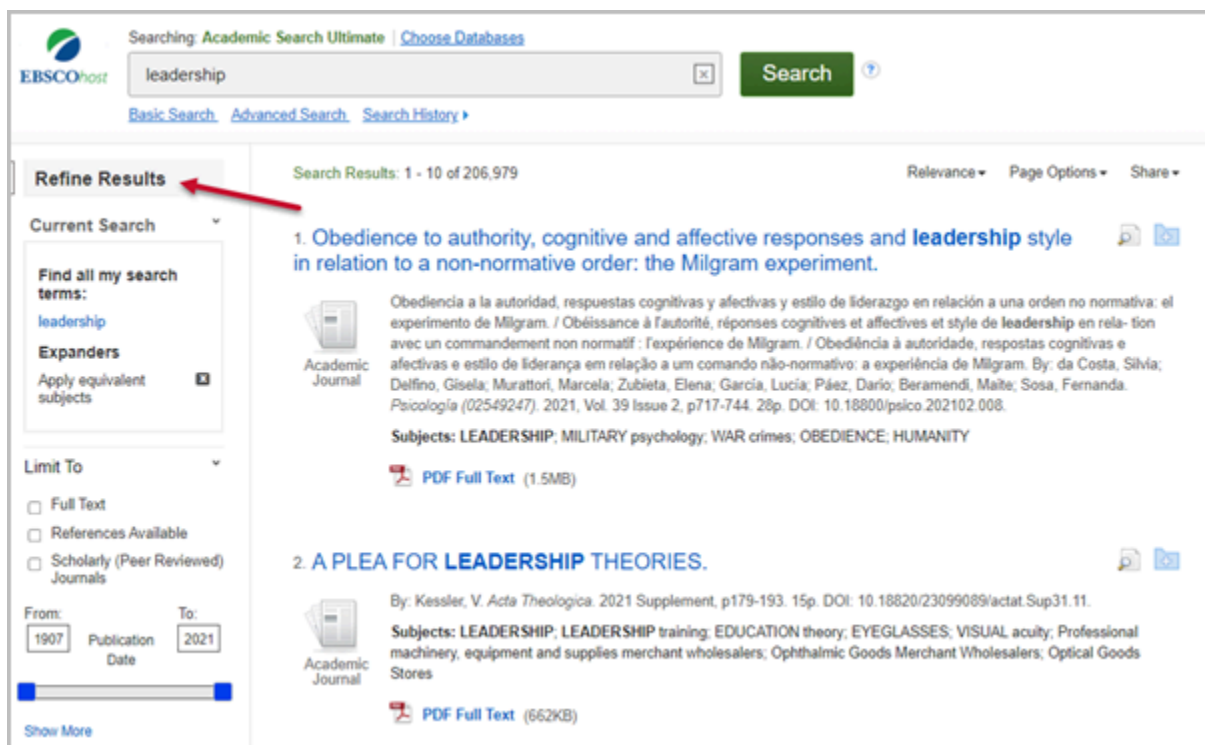 Searching: Academic Search Ultimate | Choose Databases
EBSCOhost
leadership
Search
?
Basic Search Advanced Search Search History
Refine Results
Current Search
Find all my search
terms:
leadership
Expanders
Apply equivalent
subjects
Limit To
Full Text
References Available
Scholarly (Peer Reviewed)
Journals
From: To:
1907 Publication 2021
Date
Show More
Search Results: 1 - 10 of 206,979
Relevance Page Options Share
1. Obedience to authority, cognitive and affective responses and leadership style
in relation to a non-normative order: the Milgram experiment.
Academic
Journal
Obediencia a la autoridad, respuestas cognitivas y afectivas y estilo de liderazgo en relación a una orden no normativa: el
experimento de Milgram. / Obéissance à l'autorité, réponses cognitives et affectives et style de leadership en rela- tion
avec un commandement non normatif : l'expérience de Milgram. / Obediência à autoridade, respostas cognitivas e
afectivas e estilo de liderança em relação a um comando não-normativo: a experiência de Milgram. By: da Costa, Silvia;
Delfino, Gisela; Murattori, Marcela; Zubieta, Elena; García, Lucía; Páez, Dario; Beramendi, Maite; Sosa, Fernanda.
Psicología (02549247). 2021, Vol. 39 Issue 2, p717-744. 28p. DOI: 10.18800/psico.202102.008.
Subjects: LEADERSHIP; MILITARY psychology; WAR crimes; OBEDIENCE; HUMANITY
PDF Full Text (1.5MB)
2. A PLEA FOR LEADERSHIP THEORIES.
Academic
Journal
By: Kessler, V. Acta Theologica. 2021 Supplement, p179-193. 15p. DOI: 10.18820/23099089/actat.Sup31.11.
Subjects: LEADERSHIP; LEADERSHIP training; EDUCATION theory; EYEGLASSES; VISUAL acuity; Professional
machinery, equipment and supplies merchant wholesalers; Ophthalmic Goods Merchant Wholesalers; Optical Goods
Stores
PDF Full Text (662KB)